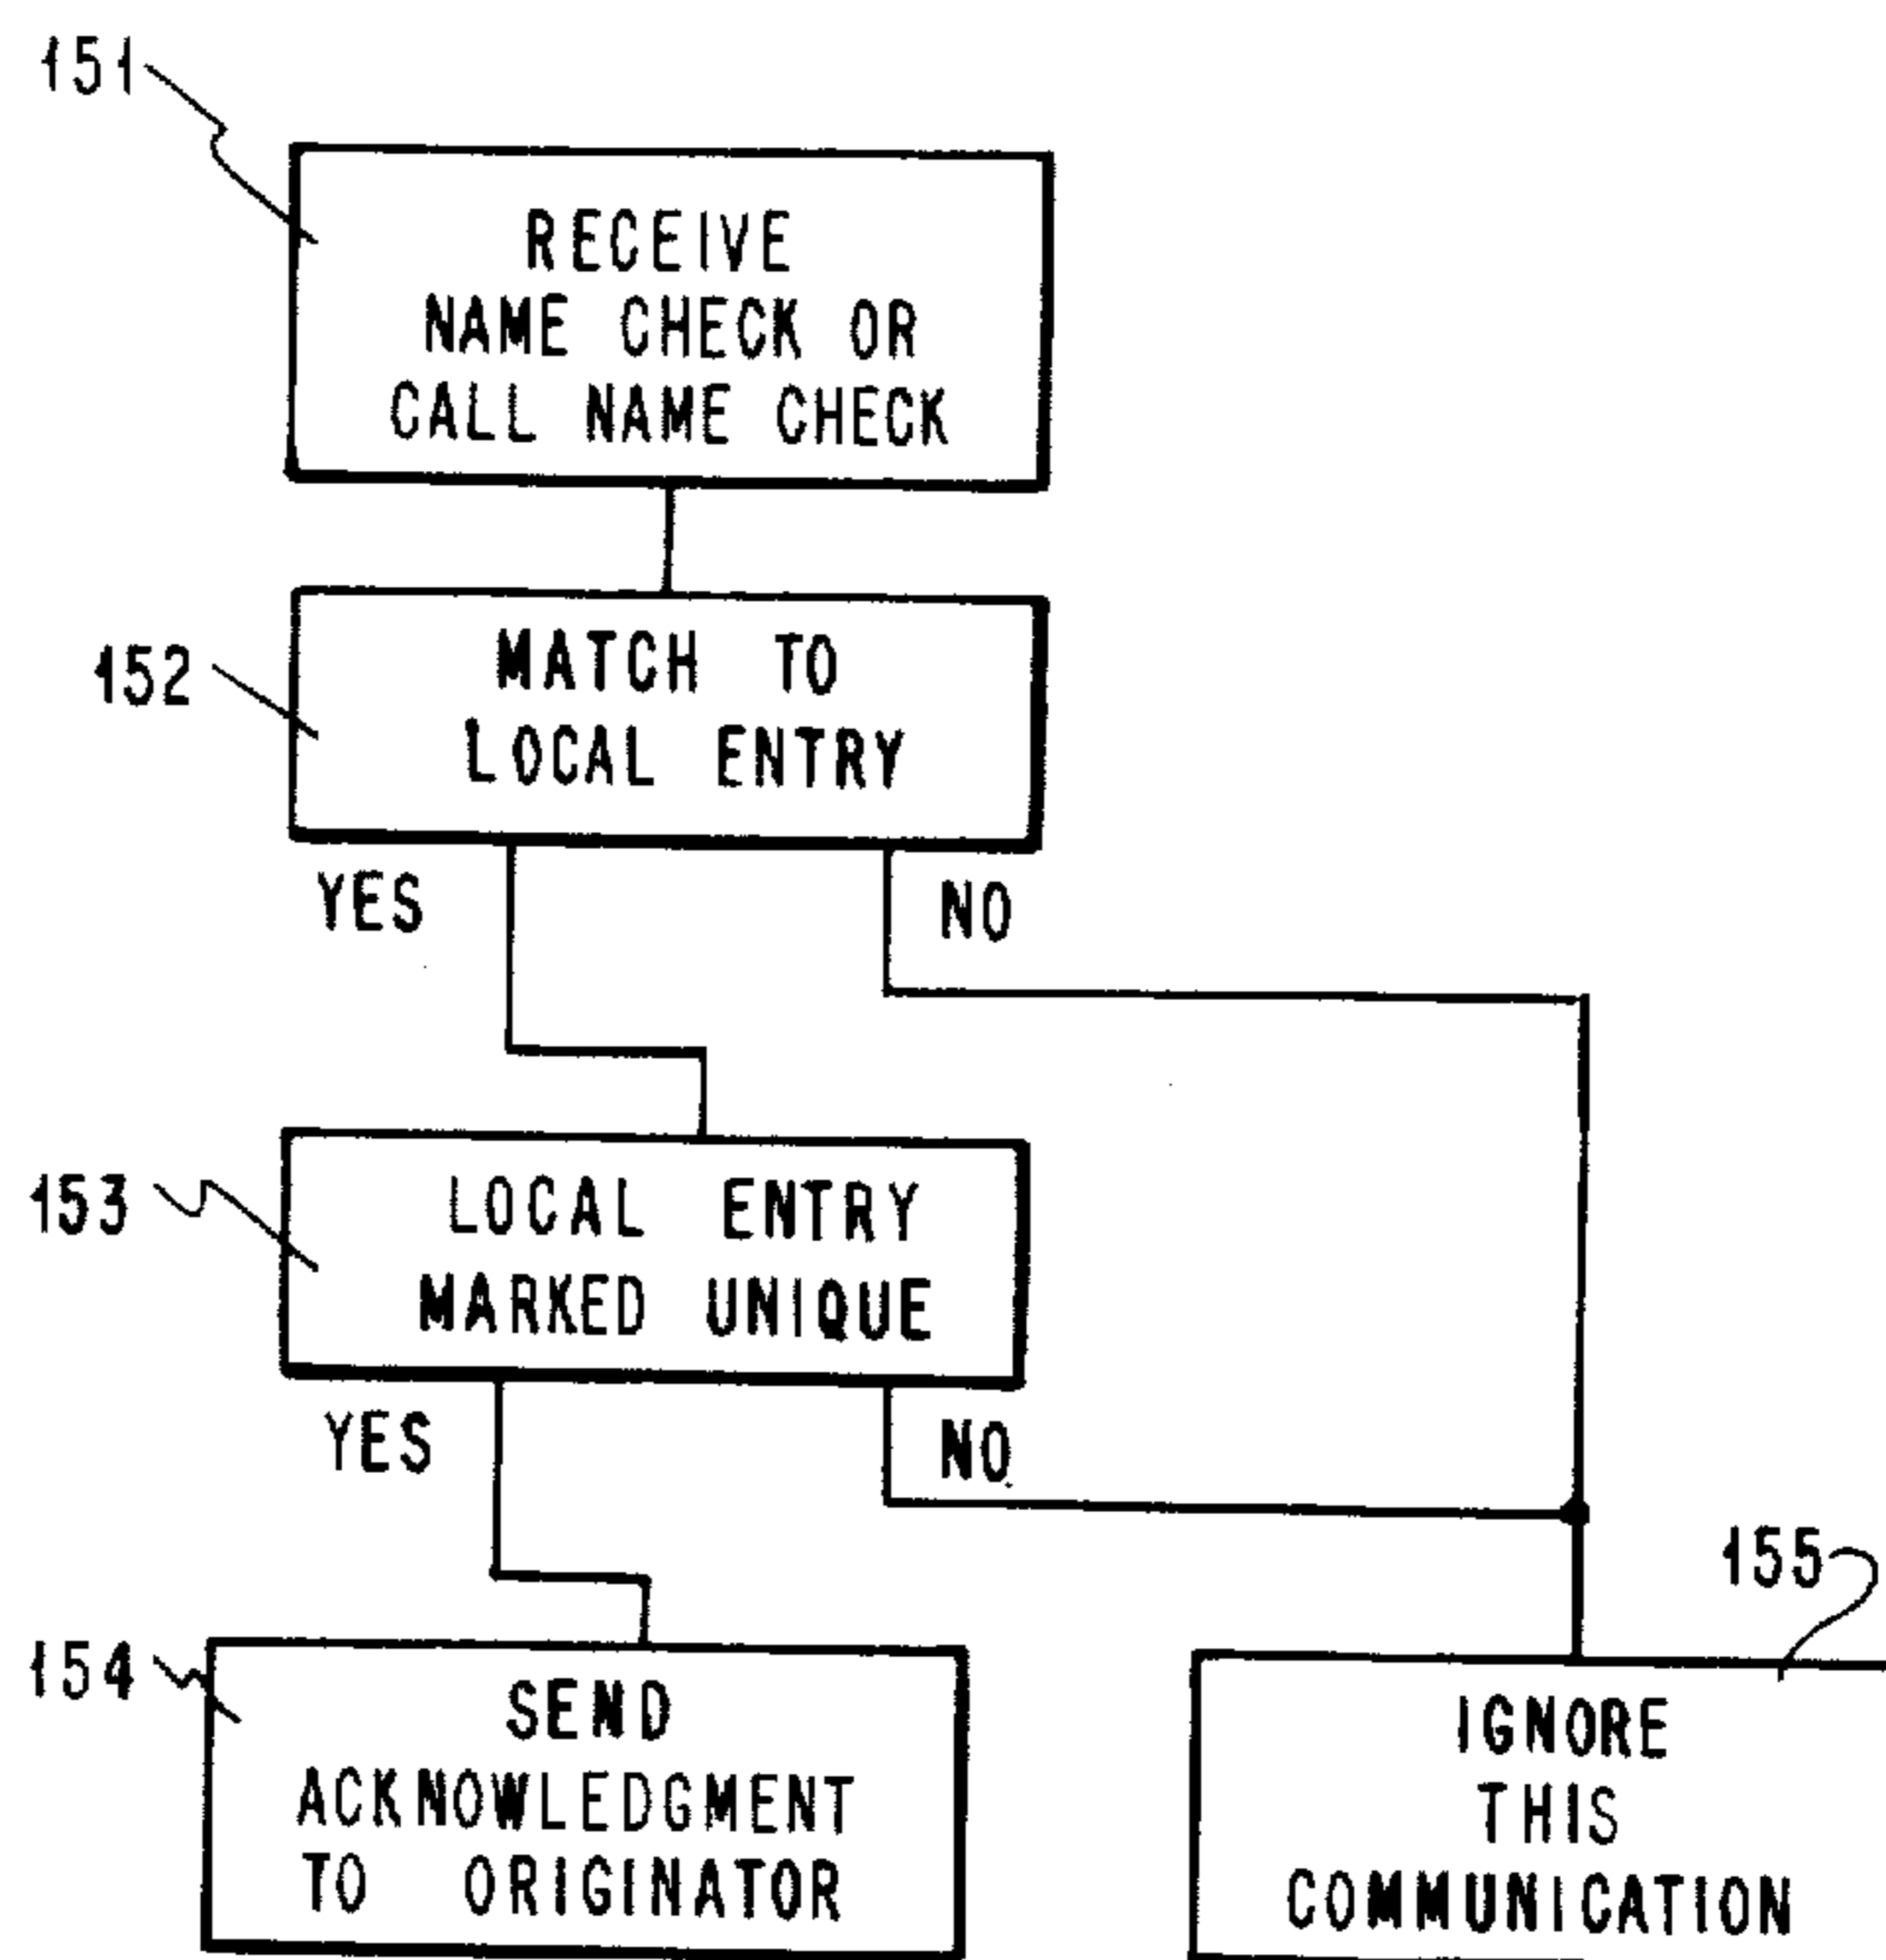 151
RECEIVE
NAME CHECK OR
CALL NAME CHECK
152
MATCH TO
LOCAL ENTRY
YES
NO
153
LOCAL ENTRY
MARKED UNIQUE
YES
NO
154
SEND
ACKNOWLEDGMENT
TO ORIGINATOR
155
IGNORE
THIS
COMMUNICATION